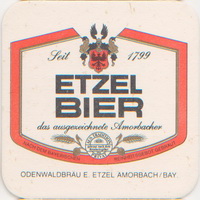 Seit 1799
ETZEL
BIER
das ausgezeichnete Amorbacher
ODENWALDBRÄU E. ETZEL AMORBACH/BAY